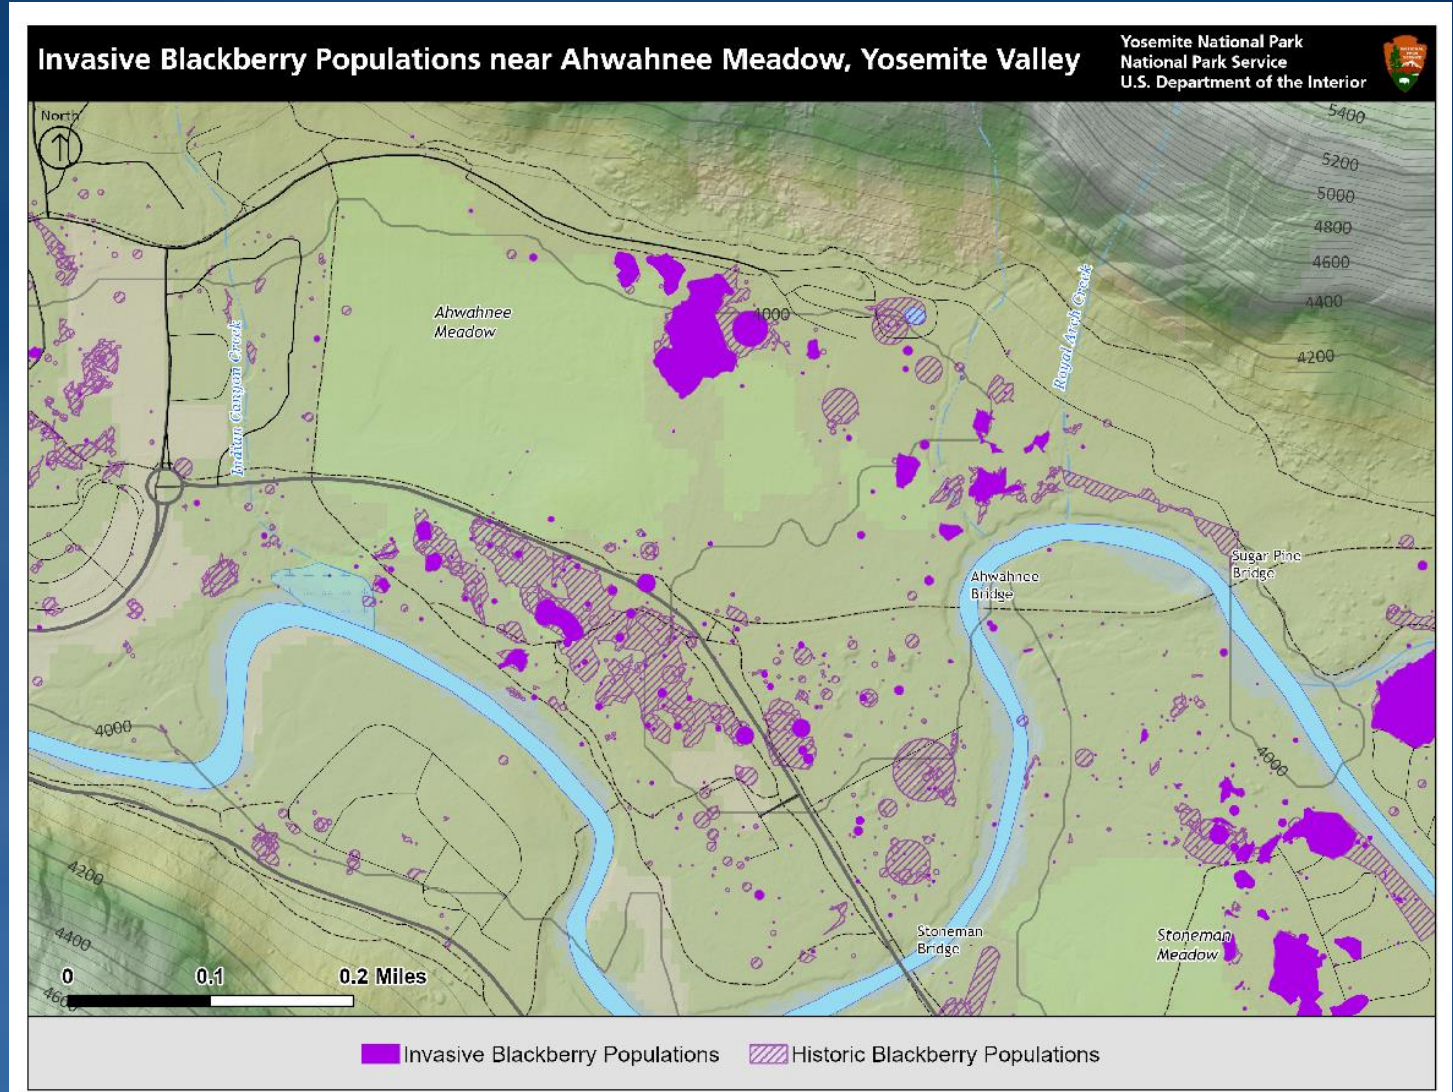 Invasive Blackberry Populations near Ahwahnee Meadow, Yosemite Valley
Yosemite National Park
National Park Service
U.S. Department of the Interior
North
5400
5200
5000
4800
4600
4400
4200
Ahwahnee
Meadow
4000
Indian Canyon Creek
Royal Arch Creek
Sugar Pine
Bridge
Ahwahnee
Bridge
4000
4000
4200
4400
Stoneman
Bridge
Stoneman
Meadow
0 0.1 0.2 Miles
Invasive Blackberry Populations
Historic Blackberry Populations